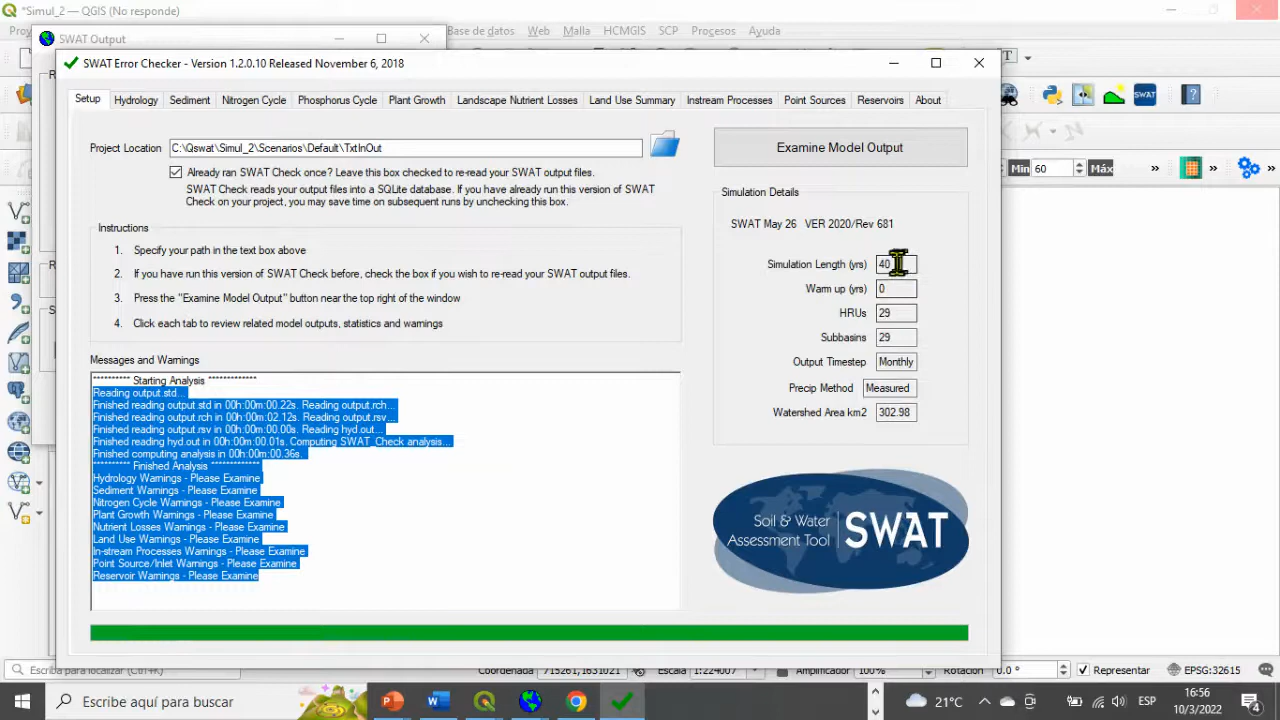 *Simul_2 — QGIS (No responde)
SWAT Output
Base de datos Web Malla HCMGIS SCP Procesos Ayuda
SWAT Error Checker - Version 1.2.0.10 Released November 6, 2018
Setup Hydrology Sediment Nitrogen Cycle Phosphorus Cycle Plant Growth Landscape Nutrient Losses Land Use Summary Instream Processes Point Sources Reservoirs About
SWAT
Project Location C:\Qswat\Simul_2\Scenarios\Default\TxtInOut
Examine Model Output
Min 60 Máx » » »
Already ran SWAT Check once? Leave this box checked to re-read your SWAT output files.
SWAT Check reads your output files into a SQLite database. If you have already run this version of SWAT
Check on your project, you may save time on subsequent runs by unchecking this box.
Simulation Details
SWAT May 26 VER 2020/Rev 681
Instructions
1. Specify your path in the text box above
2. If you have run this version of SWAT Check before, check the box if you wish to re-read your SWAT output files.
3. Press the "Examine Model Output" button near the top right of the window
4. Click each tab to review related model outputs, statistics and warnings
Simulation Length (yrs) 40
Warm up (yrs) 0
HRUs 29
Subbasins 29
Output Timestep Monthly
Precip Method Measured
Watershed Area km2 302.98
Messages and Warnings
********** Starting Analysis *************
Reading output.std...
Finished reading output.std in 00h:00m:00.22s. Reading output.rch...
Finished reading output.rch in 00h:00m:02.12s. Reading output.rsv...
Finished reading output.rsv in 00h:00m:00.00s. Reading hyd.out...
Finished reading hyd.out in 00h:00m:00.01s. Computing SWAT_Check analysis...
Finished computing analysis in 00h:00m:00.36s.
********** Finished Analysis *************
Hydrology Warnings - Please Examine
Sediment Warnings - Please Examine
Nitrogen Cycle Warnings - Please Examine
Plant Growth Warnings - Please Examine
Nutrient Losses Warnings - Please Examine
Land Use Warnings - Please Examine
In-stream Processes Warnings - Please Examine
Point Source/Inlet Warnings - Please Examine
Reservoir Warnings - Please Examine
Soil & Water
Assessment Tool
SWAT
Escriba para localizar (Ctrl+K) Coordenada 715261,1631021 Escala 1:224007 Amplificador 100% Rotación 0.0 ° Representar EPSG:32615
Escribe aquí para buscar
21°C ESP
16:56
10/3/2022
4